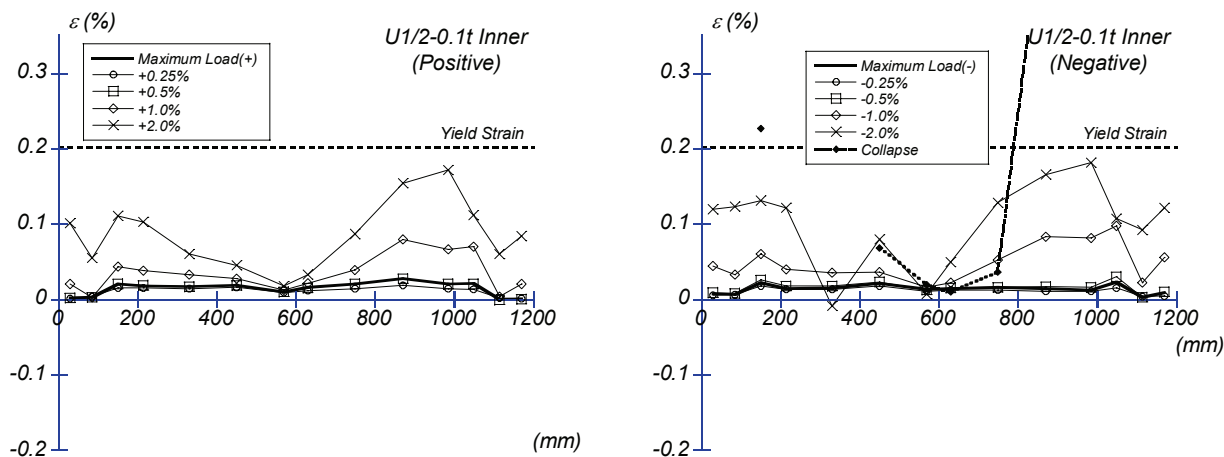 ε (%)
U1/2-0.1t Inner
(Positive)
Maximum Load(+)
+0.25%
+0.5%
+1.0%
+2.0%
Yield Strain
0.3
0.2
0.1
0
-0.1
-0.2
0 200 400 600 800 1000 1200
(mm)
ε (%)
U1/2-0.1t Inner
(Negative)
Maximum Load(-)
-0.25%
-0.5%
-1.0%
-2.0%
Collapse
Yield Strain
0.3
0.2
0.1
0
-0.1
-0.2
0 200 400 600 800 1000 1200
(mm)